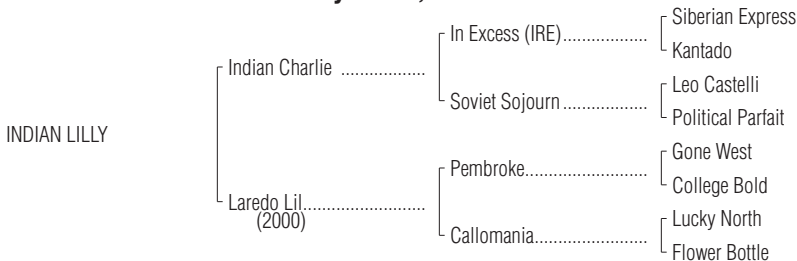 Siberian Express
In Excess (IRE)..................
Kantado
Indian Charlie ..................
Leo Castelli
Soviet Sojourn ..................
Political Parfait
INDIAN LILLY
Gone West
Pembroke..........................
College Bold
Laredo Lil..........................
(2000)
Lucky North
Callomania........................
Flower Bottle